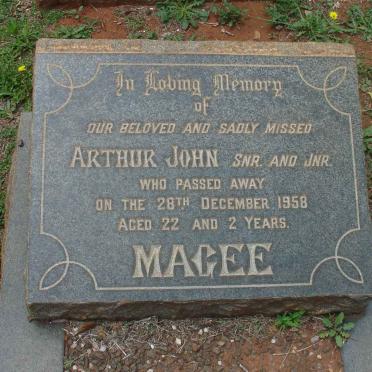 In Loving Memory
of
OUR BELOVED AND SADLY MISSED
ARTHUR JOHN SNR. AND JNR.
WHO PASSED AWAY
ON THE 28TH DECEMBER 1958
AGED 22 AND 2 YEARS.
MAGEE